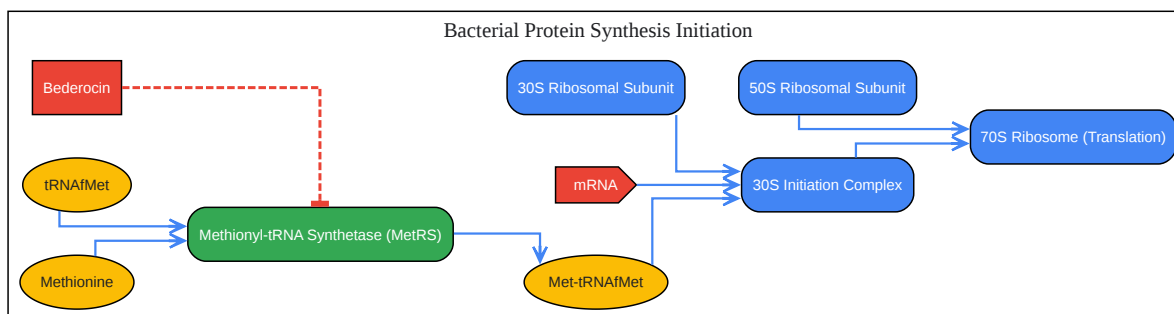 Bacterial Protein Synthesis Initiation
Bederocin
30S Ribosomal Subunit
50S Ribosomal Subunit
70S Ribosome (Translation)
tRNAfMet
mRNA
30S Initiation Complex
Methionyl-tRNA Synthetase (MetRS)
Methionine
Met-tRNAfMet